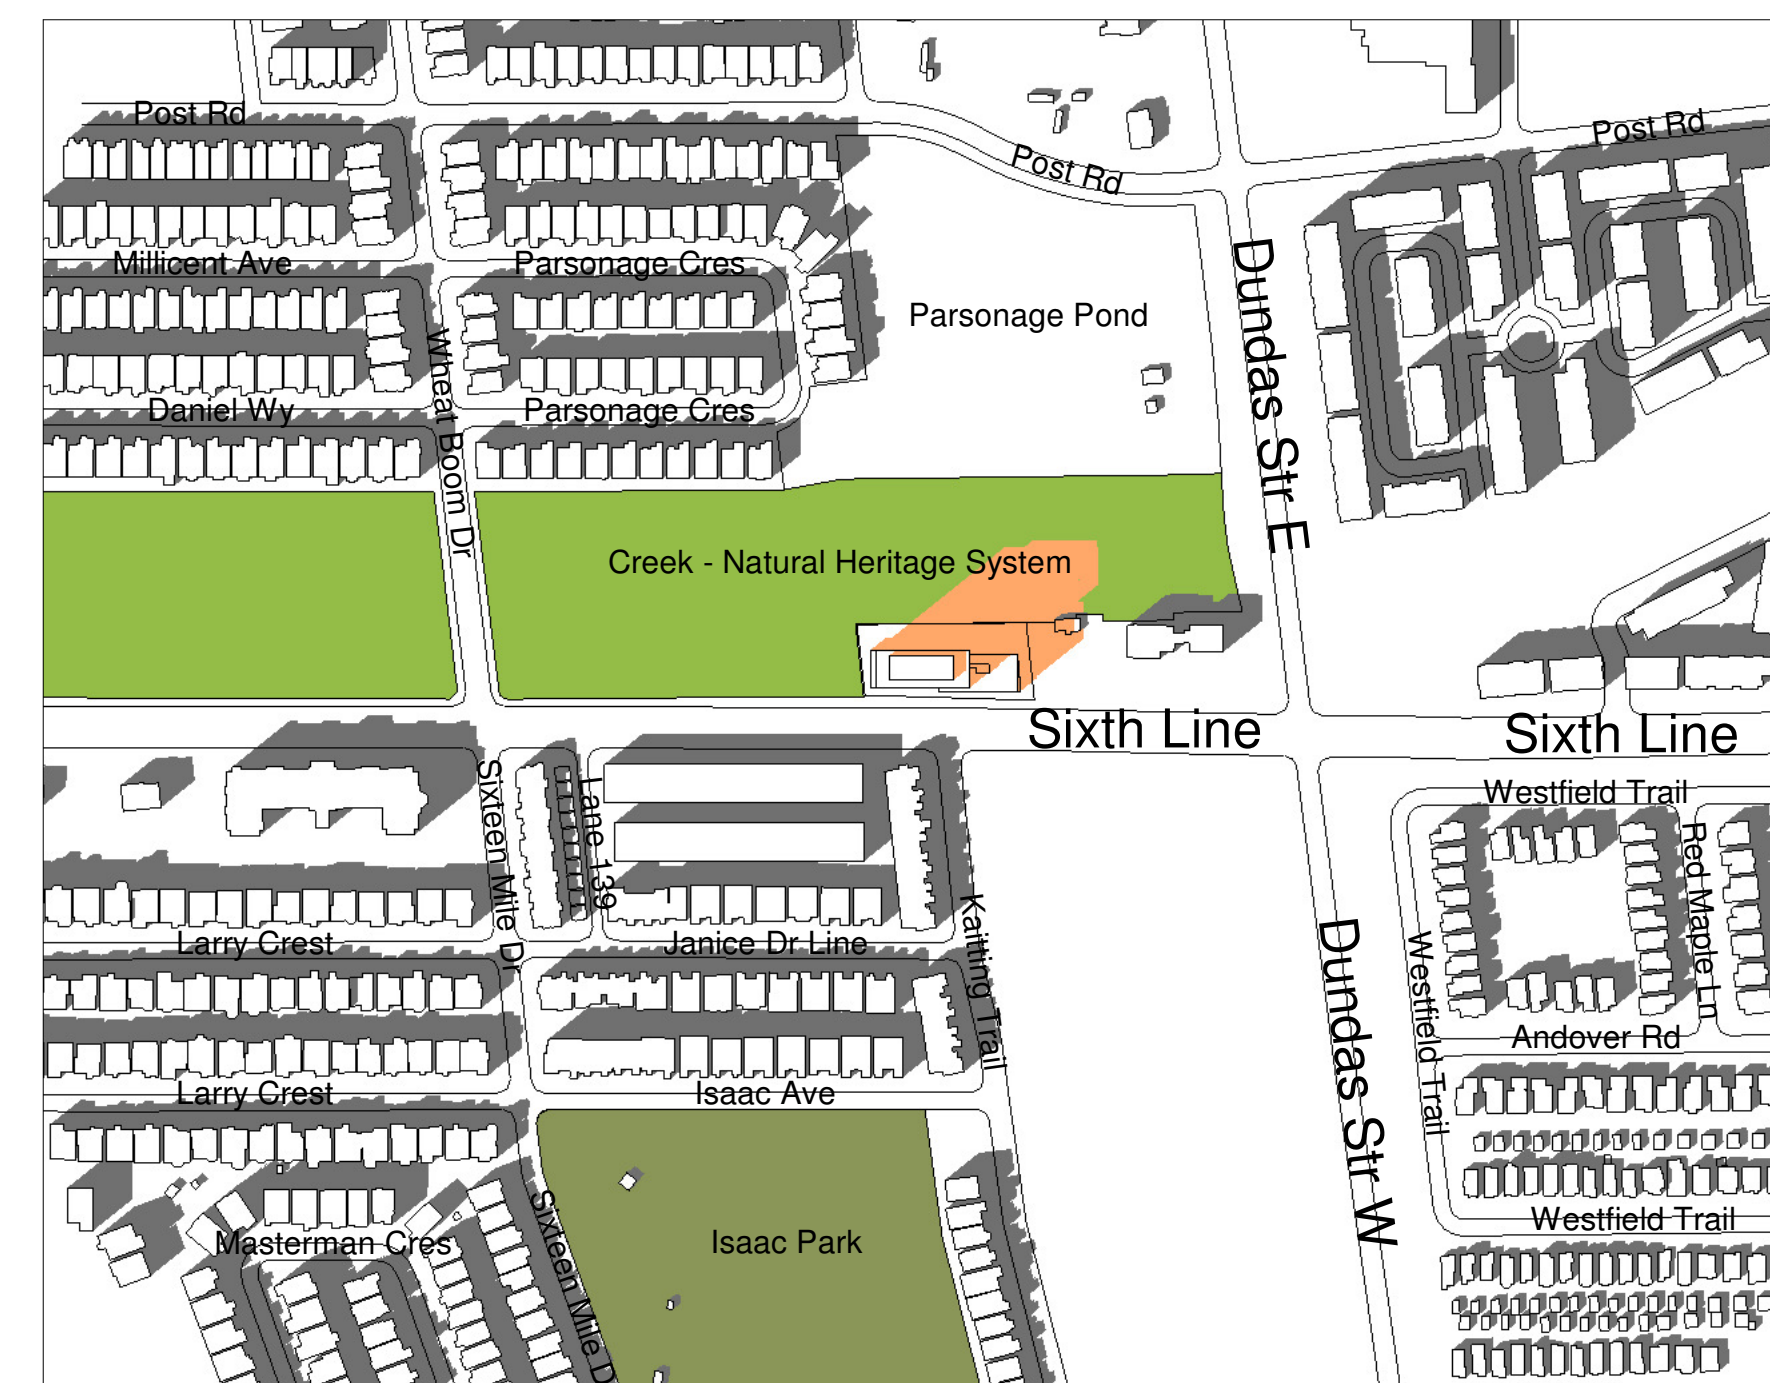 Post Rd
Post Rd
Post Rd
Millicent Ave
Parsonage Cres
Parsonage Pond
Dundas Str E
Wheat Boom Dr
Daniel Wy
Parsonage Cres
Creek - Natural Heritage System
Sixth Line
Sixth Line
Westfield Trail
Sixteen Mile Dr
Lane 139
Red Maple Ln
Kaitting Trail
Dundas Str W
Westfield Trail
Larry Crest
Janice Dr Line
Andover Rd
Larry Crest
Isaac Ave
Sixteen Mile D
Westfield Trail
Masterman Cres
Isaac Park